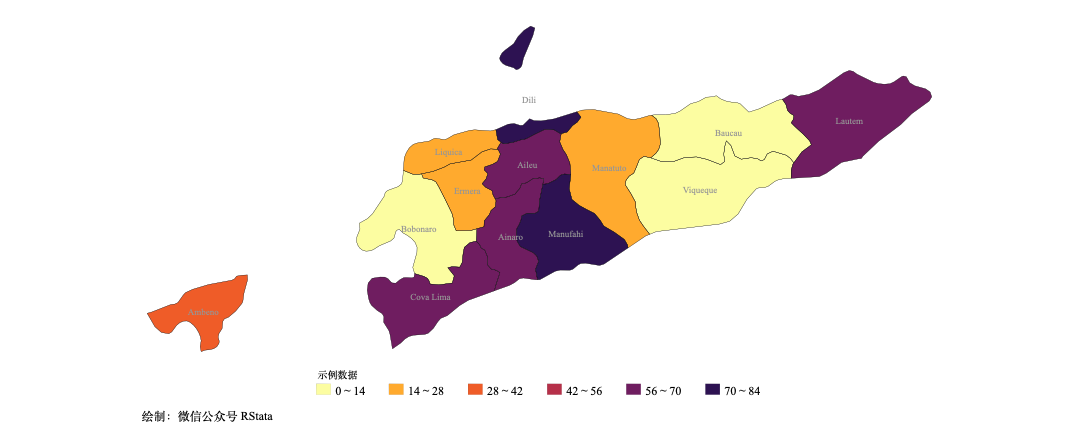 Dili
Lautem
Baucau
Liquica
Aileu
Manatuto
Ermera
Viqueque
Bobonaro
Ainaro
Manufahi
Cova Lima
Ambeno
示例数据
0～14 14～28 28～42 42～56 56～70 70～84
绘制：微信公众号 RStata